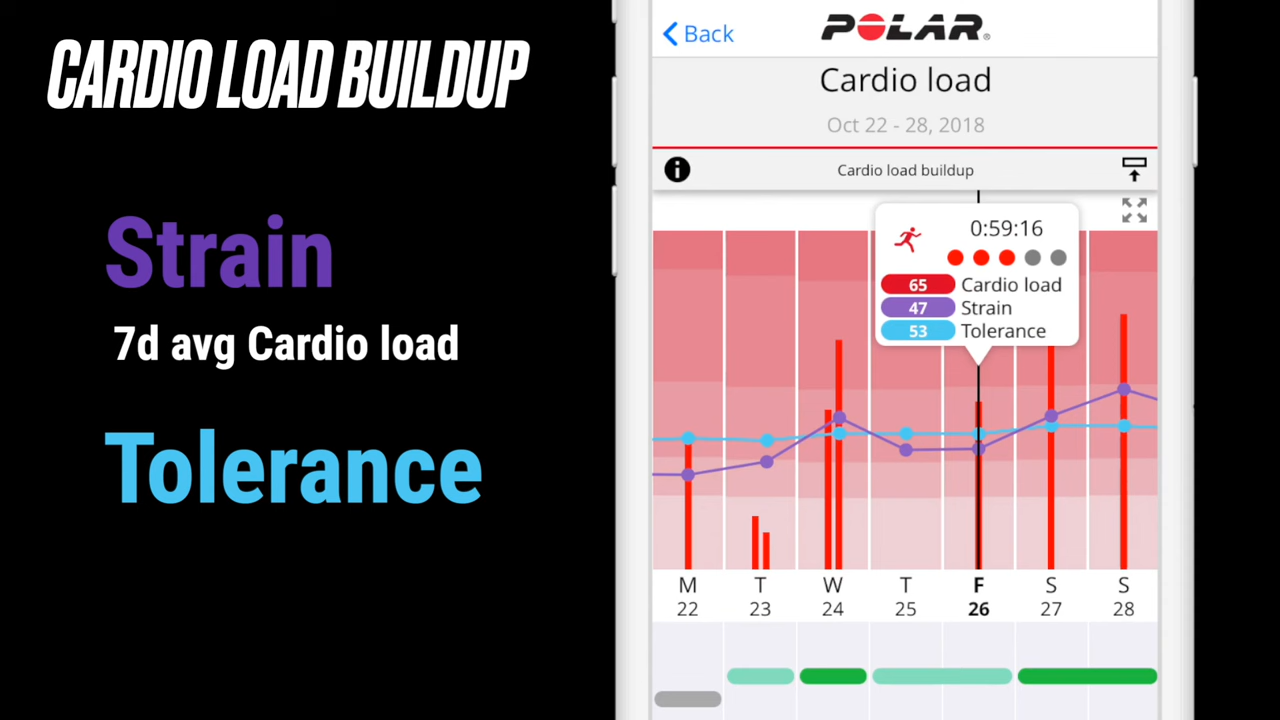 CARDIO LOAD BUILDUP
Strain
7d avg Cardio load
Tolerance
Back
POLAR®
Cardio load
Oct 22 - 28, 2018
Cardio load buildup
0:59:16
65 Cardio load
47 Strain
53 Tolerance
M T W T F S S
22 23 24 25 26 27 28